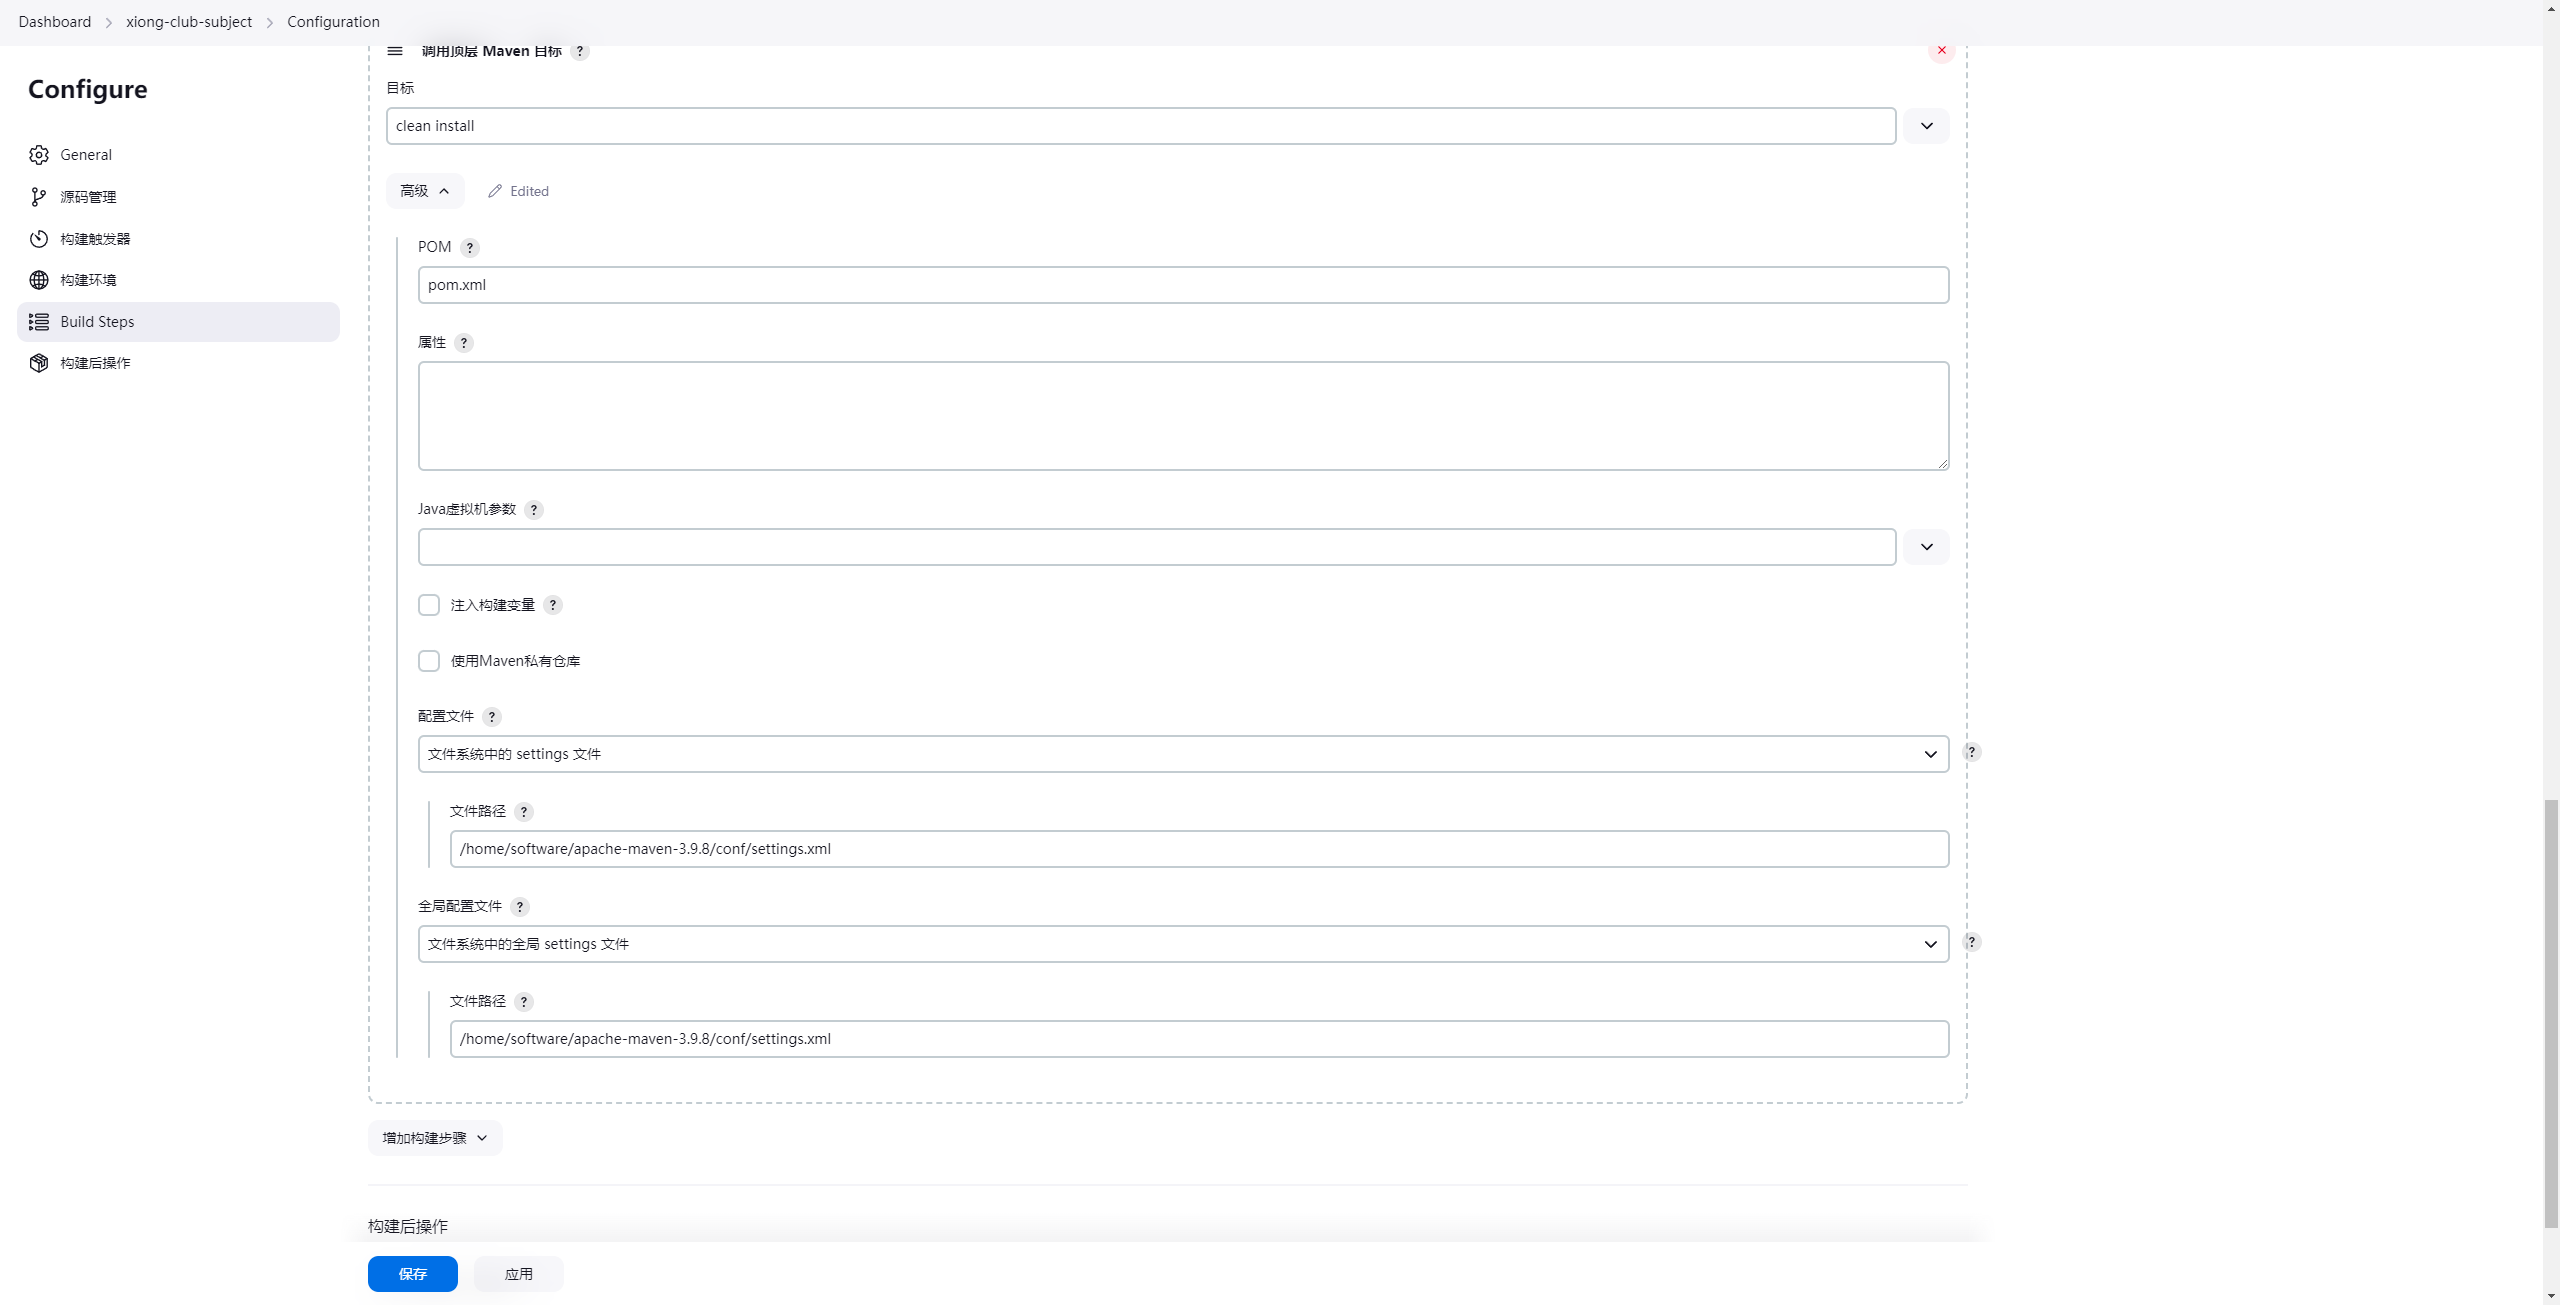 Dashboard > xiong-club-subject > Configuration
Configure
General
源码管理
构建触发器
构建环境
Build Steps
构建后操作
调用顶层 Maven 目标 ?
目标
clean install
高级 Edited
POM ?
pom.xml
属性 ?
Java虚拟机参数 ?
注入构建变量 ?
使用Maven私有仓库
配置文件 ?
文件系统中的 settings 文件 ?
文件路径 ?
/home/software/apache-maven-3.9.8/conf/settings.xml
全局配置文件 ?
文件系统中的全局 settings 文件 ?
文件路径 ?
/home/software/apache-maven-3.9.8/conf/settings.xml
增加构建步骤
构建后操作
保存 应用